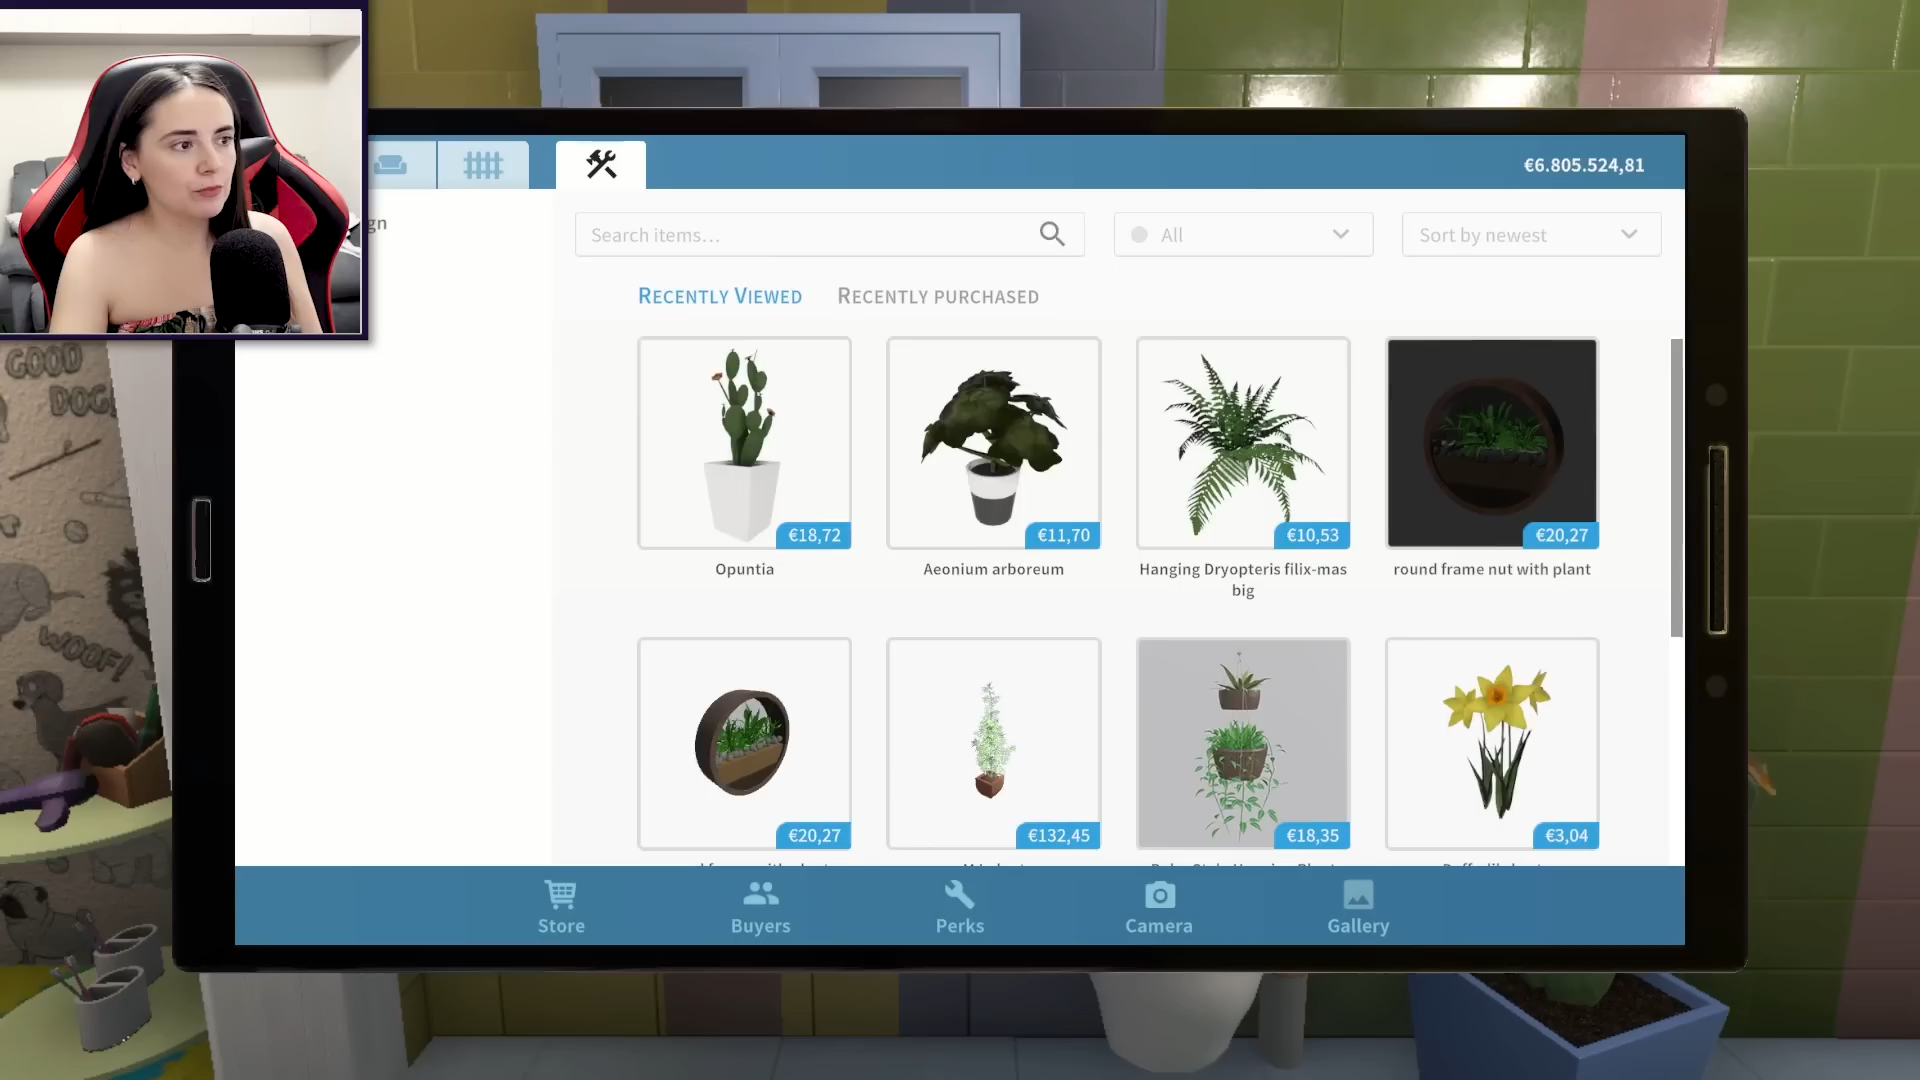 €6.805.524,81
gn
Search items...
All
Sort by newest
RECENTLY VIEWED
RECENTLY PURCHASED
€18,72
€11,70
€10,53
€20,27
Opuntia
Aeonium arboreum
Hanging Dryopteris filix-mas
big
round frame nut with plant
€20,27
€132,45
€18,35
€3,04
Store
Buyers
Perks
Camera
Gallery
GOOD
DOG!
WOOF!